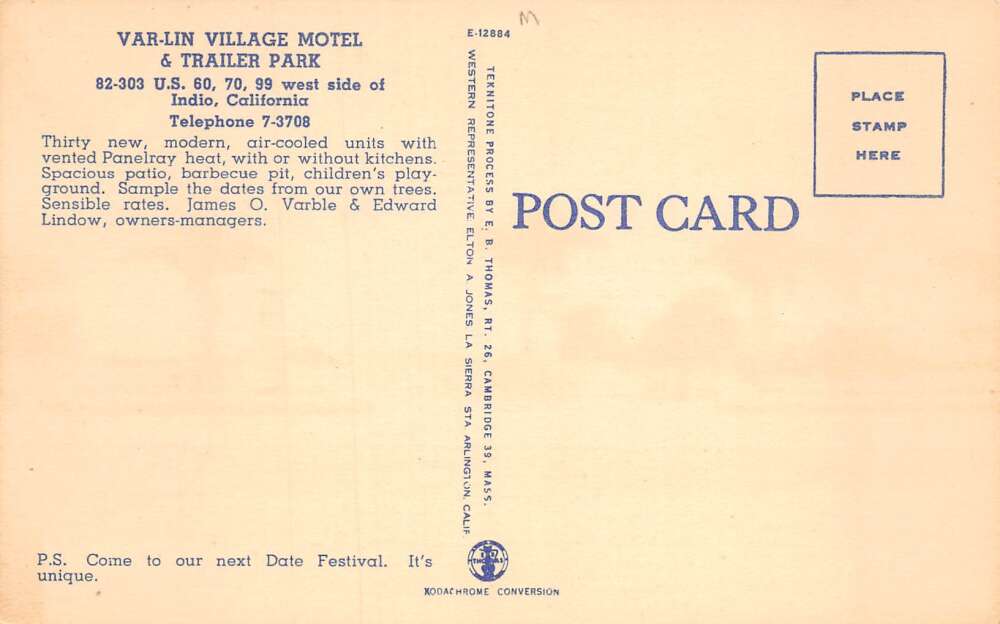 VAR-LIN VILLAGE MOTEL
& TRAILER PARK
82-303 U.S. 60, 70, 99 west side of
Indio, California
Telephone 7-3708
Thirty new, modern, air-cooled units with
vented Panelray heat, with or without kitchens.
Spacious patio, barbecue pit, children's play-
ground. Sample the dates from our own trees.
Sensible rates. James O. Varble & Edward
Lindow, owners-managers.
P.S. Come to our next Date Festival. It's
unique.
M
E-12884
TEKNITONE PROCESS BY E. B. THOMAS, RT. 26, CAMBRIDGE 39, MASS.
WESTERN REPRESENTATIVE, ELTON A. JONES, LA SIERRA STA. ARLINGTON, CALIF.
THOMAS
KODACHROME CONVERSION
POST CARD
PLACE
STAMP
HERE